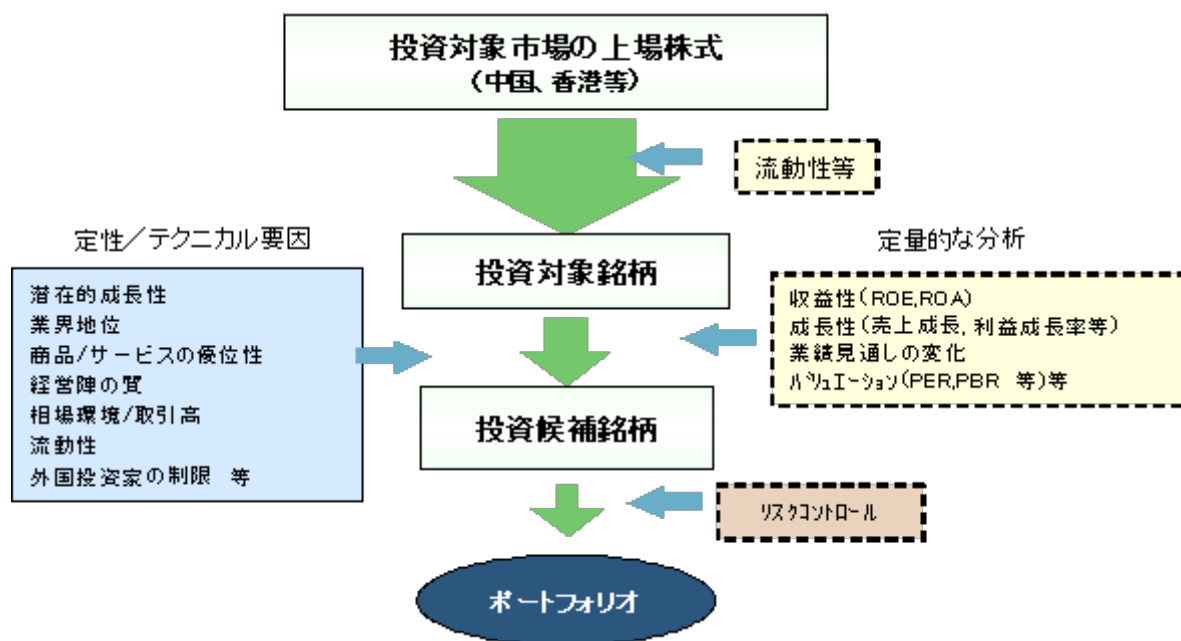 投資対象市場の上場株式
(中国、香港等)
流動性等
定性／テクニカル要因
潜在的成長性
業界地位
商品/サービスの優位性
経営陣の質
相場環境/取引高
流動性
外国投資家の制限 等
投資対象銘柄
定量的な分析
収益性(ROE,ROA)
成長性(売上成長,利益成長率等)
業績見通しの変化
ﾊﾞﾘｭｴｰｼｮﾝ(PER,PBR 等)等
投資候補銘柄
ﾘｽｸｺﾝﾄﾛｰﾙ
ポートフォリオ